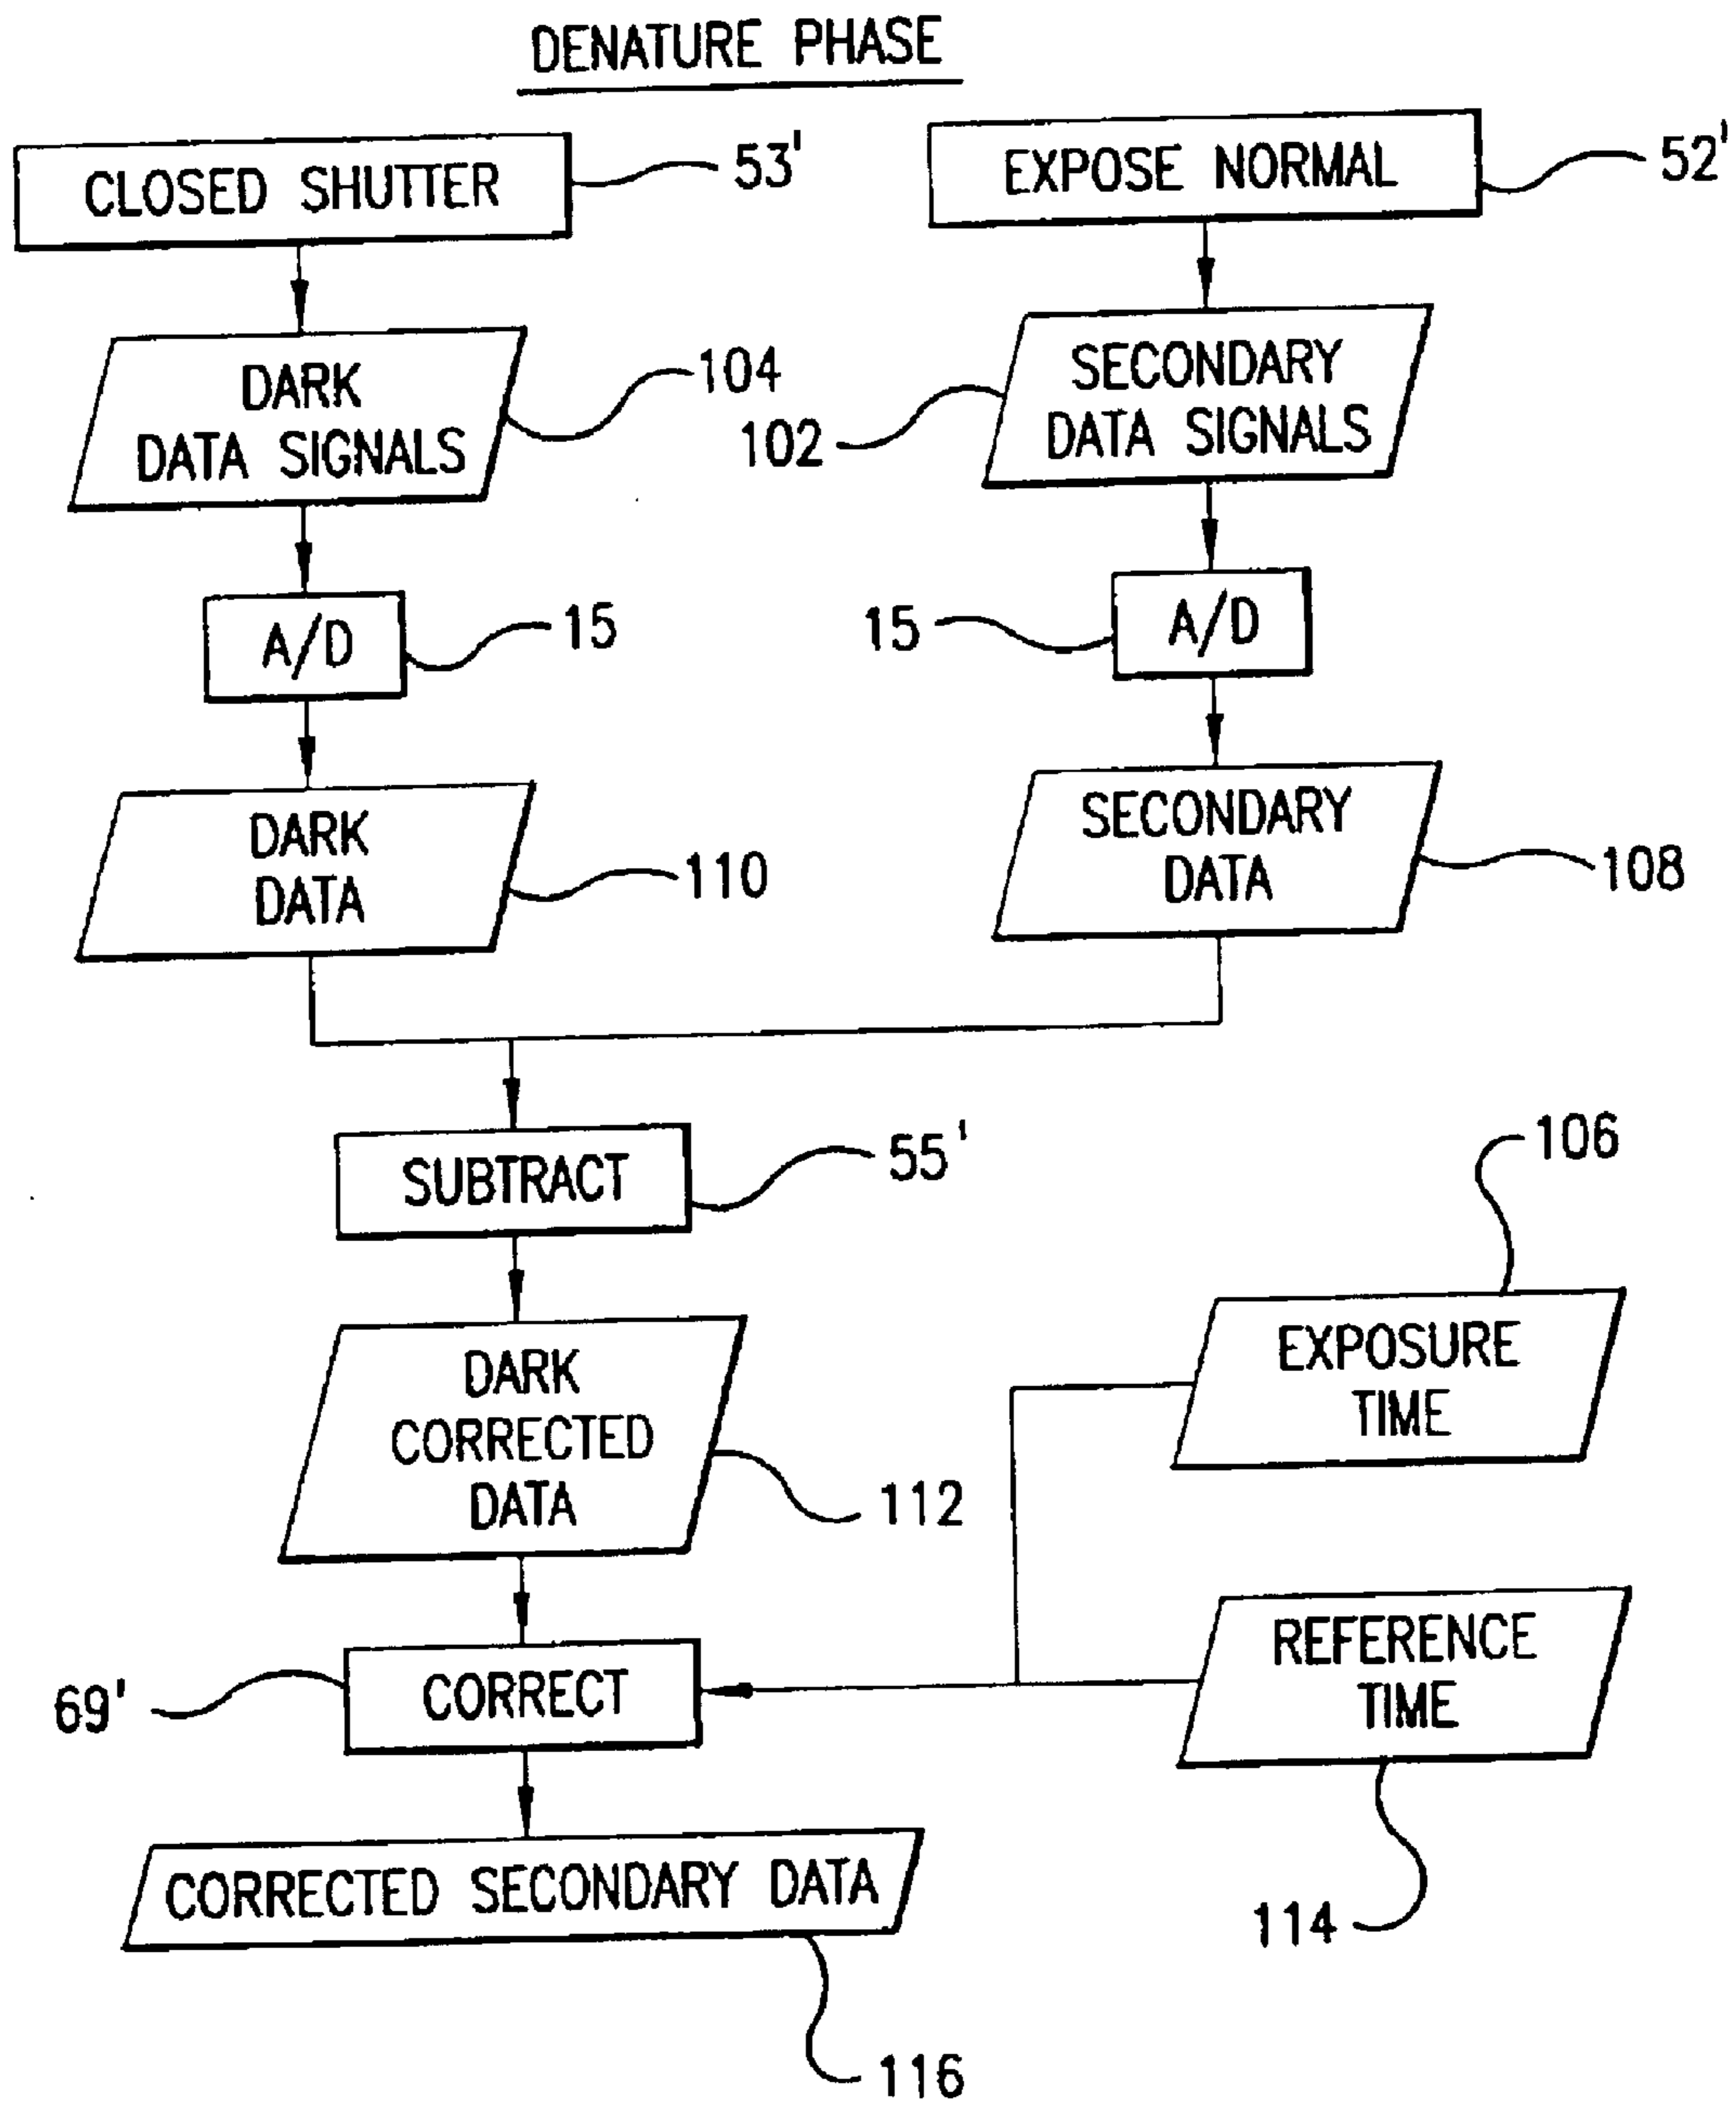 DENATURE PHASE
CLOSED SHUTTER
53'
EXPOSE NORMAL
52'
DARK
DATA SIGNALS
104
SECONDARY
DATA SIGNALS
102
A/D
15
15
A/D
DARK
DATA
110
SECONDARY
DATA
108
SUBTRACT
55'
106
EXPOSURE
TIME
DARK
CORRECTED
DATA
112
REFERENCE
TIME
69'
CORRECT
114
CORRECTED SECONDARY DATA
116